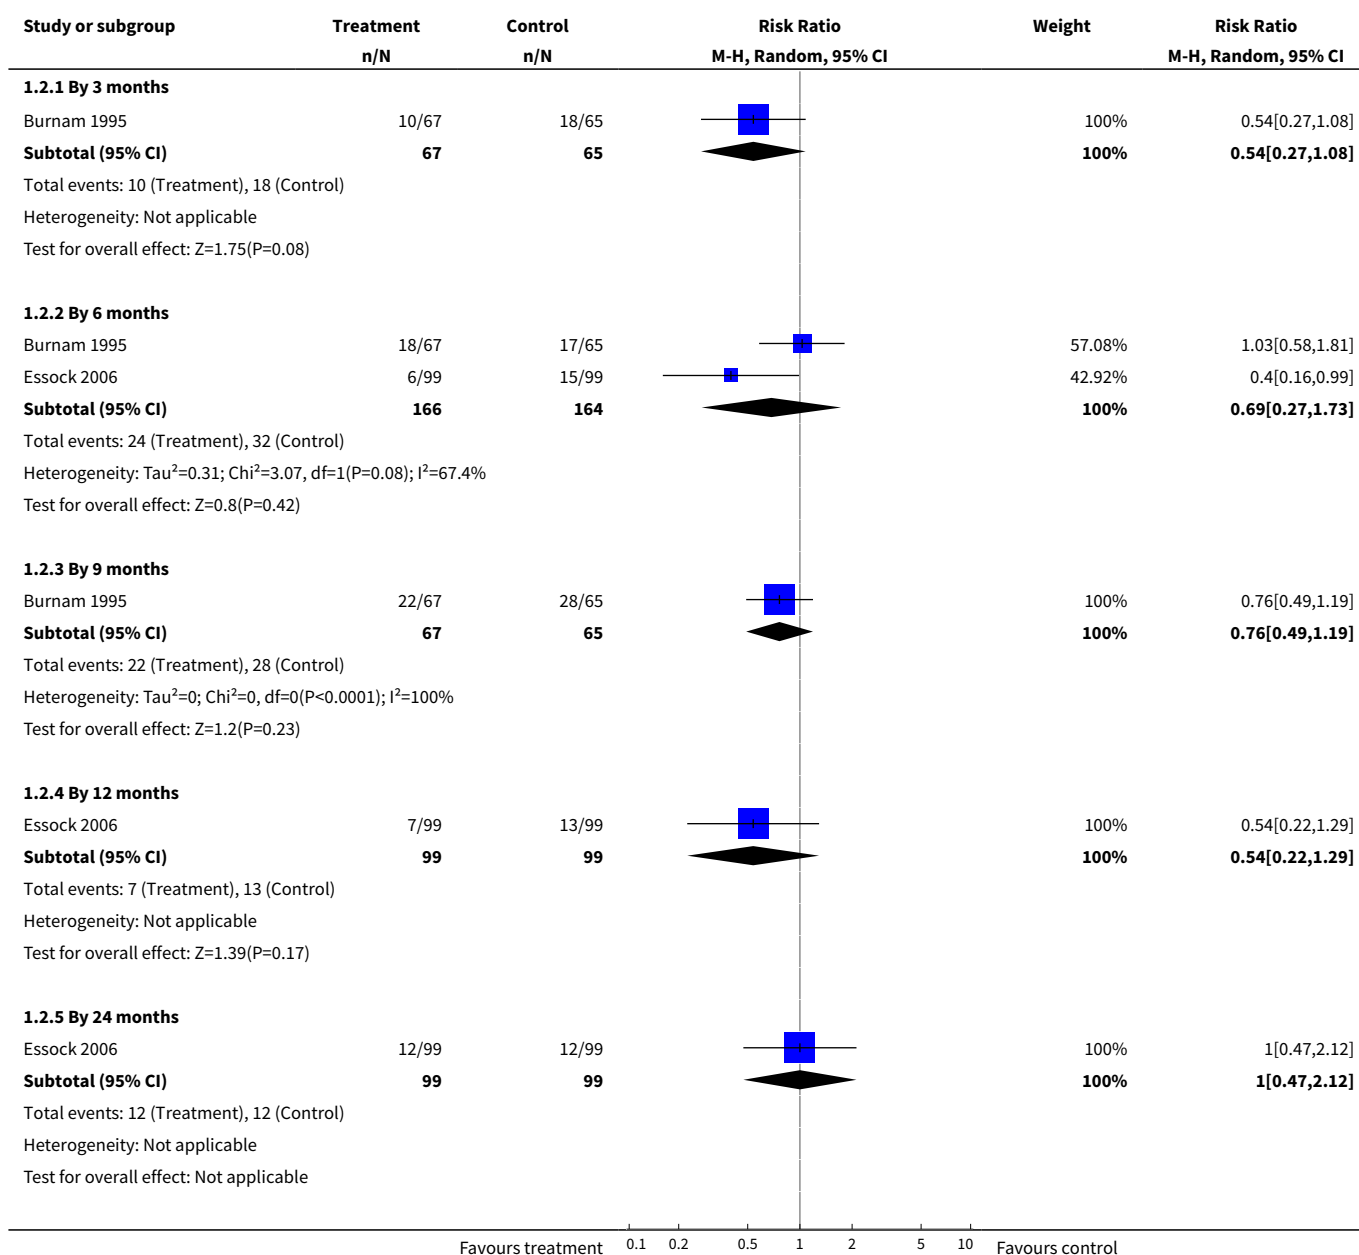 Study or subgroup Treatment Control Risk Ratio Weight Risk Ratio
n/N n/N M-H, Random, 95% CI M-H, Random, 95% CI
1.2.1 By 3 months
Burnam 1995 10/67 18/65 100% 0.54[0.27,1.08]
Subtotal (95% CI) 67 65 100% 0.54[0.27,1.08]
Total events: 10 (Treatment), 18 (Control)
Heterogeneity: Not applicable
Test for overall effect: Z=1.75(P=0.08)
1.2.2 By 6 months
Burnam 1995 18/67 17/65 57.08% 1.03[0.58,1.81]
Essock 2006 6/99 15/99 42.92% 0.4[0.16,0.99]
Subtotal (95% CI) 166 164 100% 0.69[0.27,1.73]
Total events: 24 (Treatment), 32 (Control)
Heterogeneity: Tau²=0.31; Chi²=3.07, df=1(P=0.08); I²=67.4%
Test for overall effect: Z=0.8(P=0.42)
1.2.3 By 9 months
Burnam 1995 22/67 28/65 100% 0.76[0.49,1.19]
Subtotal (95% CI) 67 65 100% 0.76[0.49,1.19]
Total events: 22 (Treatment), 28 (Control)
Heterogeneity: Tau²=0; Chi²=0, df=0(P<0.0001); I²=100%
Test for overall effect: Z=1.2(P=0.23)
1.2.4 By 12 months
Essock 2006 7/99 13/99 100% 0.54[0.22,1.29]
Subtotal (95% CI) 99 99 100% 0.54[0.22,1.29]
Total events: 7 (Treatment), 13 (Control)
Heterogeneity: Not applicable
Test for overall effect: Z=1.39(P=0.17)
1.2.5 By 24 months
Essock 2006 12/99 12/99 100% 1[0.47,2.12]
Subtotal (95% CI) 99 99 100% 1[0.47,2.12]
Total events: 12 (Treatment), 12 (Control)
Heterogeneity: Not applicable
Test for overall effect: Not applicable
Favours treatment 0.1 0.2 0.5 1 2 5 10 Favours control